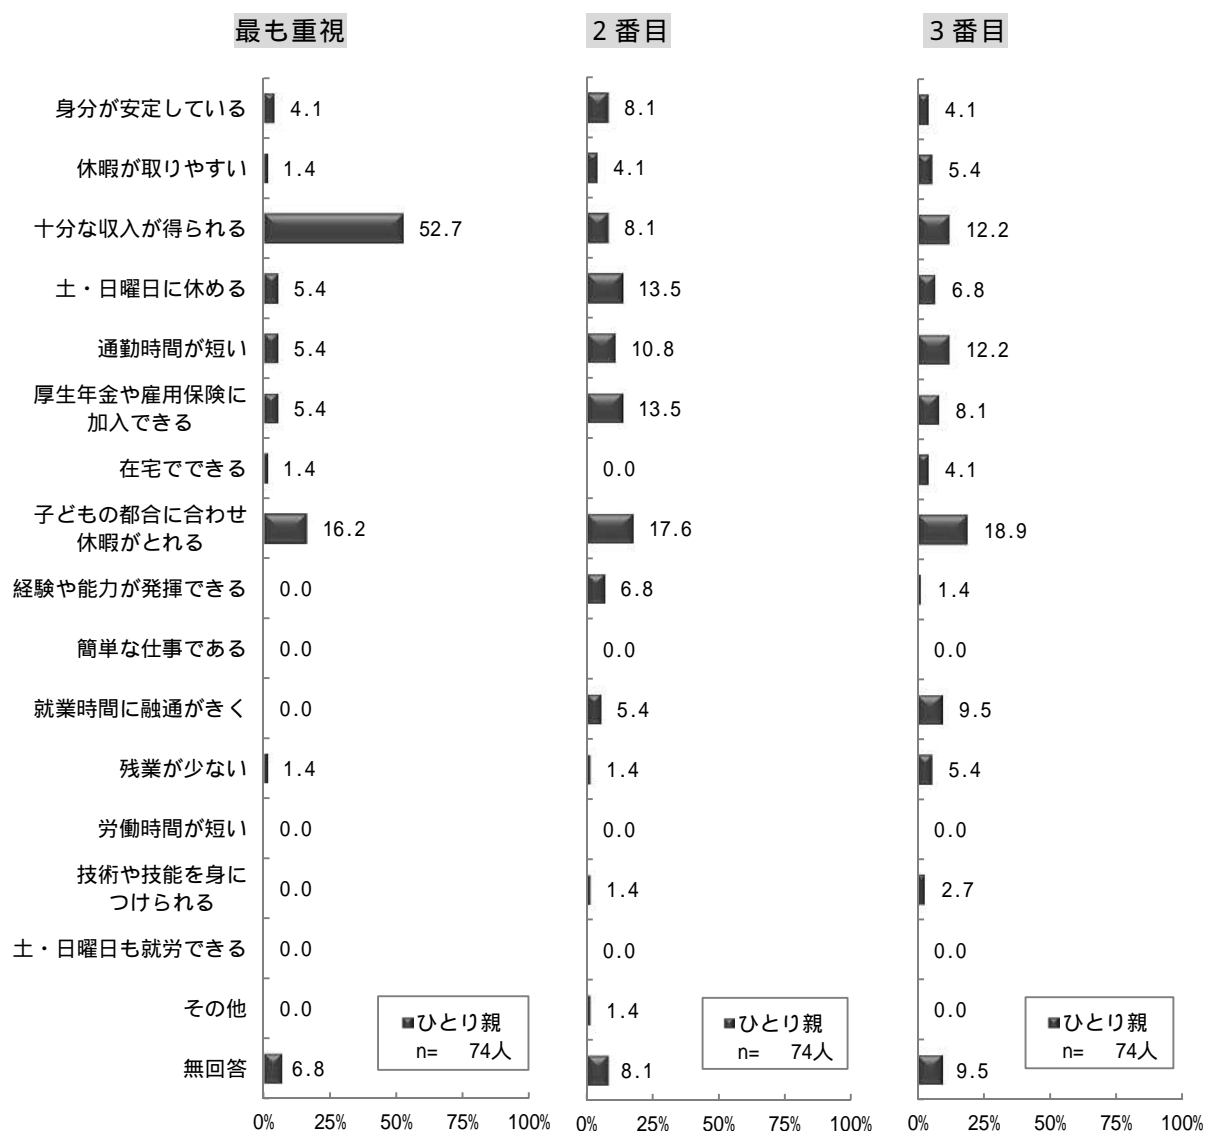 最も重視 2番目 3番目
身分が安定している 4.1 8.1 4.1
休暇が取りやすい 1.4 4.1 5.4
十分な収入が得られる 52.7 8.1 12.2
土・日曜日に休める 5.4 13.5 6.8
通勤時間が短い 5.4 10.8 12.2
厚生年金や雇用保険に
加入できる 5.4 13.5 8.1
在宅でできる 1.4 0.0 4.1
子どもの都合に合わせ
休暇がとれる 16.2 17.6 18.9
経験や能力が発揮できる 0.0 6.8 1.4
簡単な仕事である 0.0 0.0 0.0
就業時間に融通がきく 0.0 5.4 9.5
残業が少ない 1.4 1.4 5.4
労働時間が短い 0.0 0.0 0.0
技術や技能を身に
つけられる 0.0 1.4 2.7
土・日曜日も就労できる 0.0 0.0 0.0
その他 0.0 1.4 0.0
ひとり親 ひとり親 ひとり親
n= 74人 n= 74人 n= 74人
無回答 6.8 8.1 9.5
0% 25% 50% 75% 100% 0% 25% 50% 75% 100% 0% 25% 50% 75% 100%